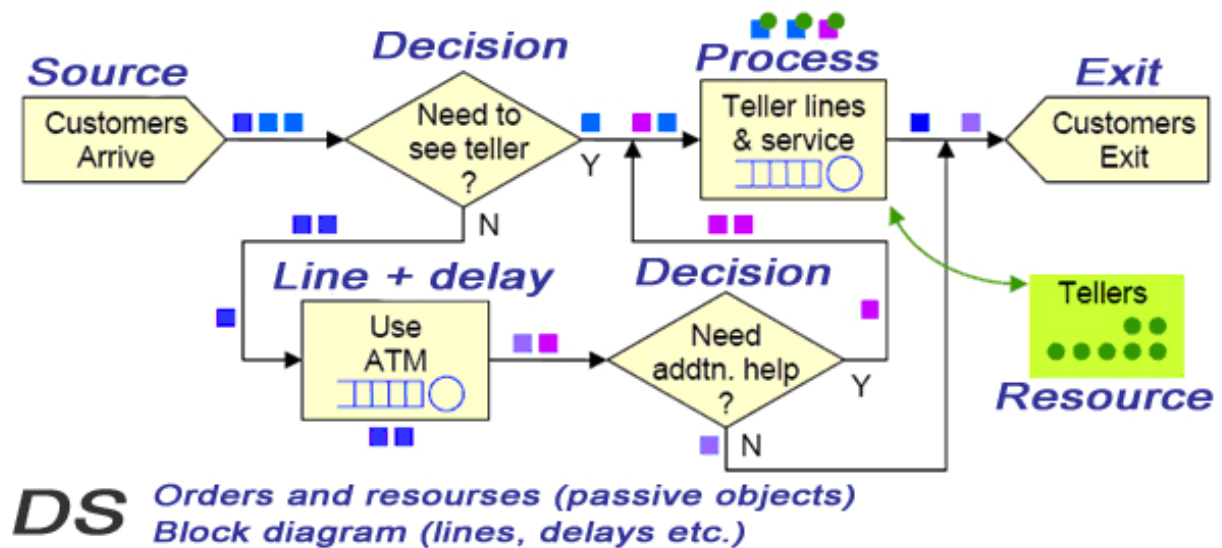 Source
Customers
Arrive
Decision
Need to
see teller
?
Y
N
Process
Teller lines
& service
Exit
Customers
Exit
Line + delay
Use
ATM
Decision
Need
addtn. help
?
Y
N
Tellers
Resource
DS
Orders and resourses (passive objects)
Block diagram (lines, delays etc.)